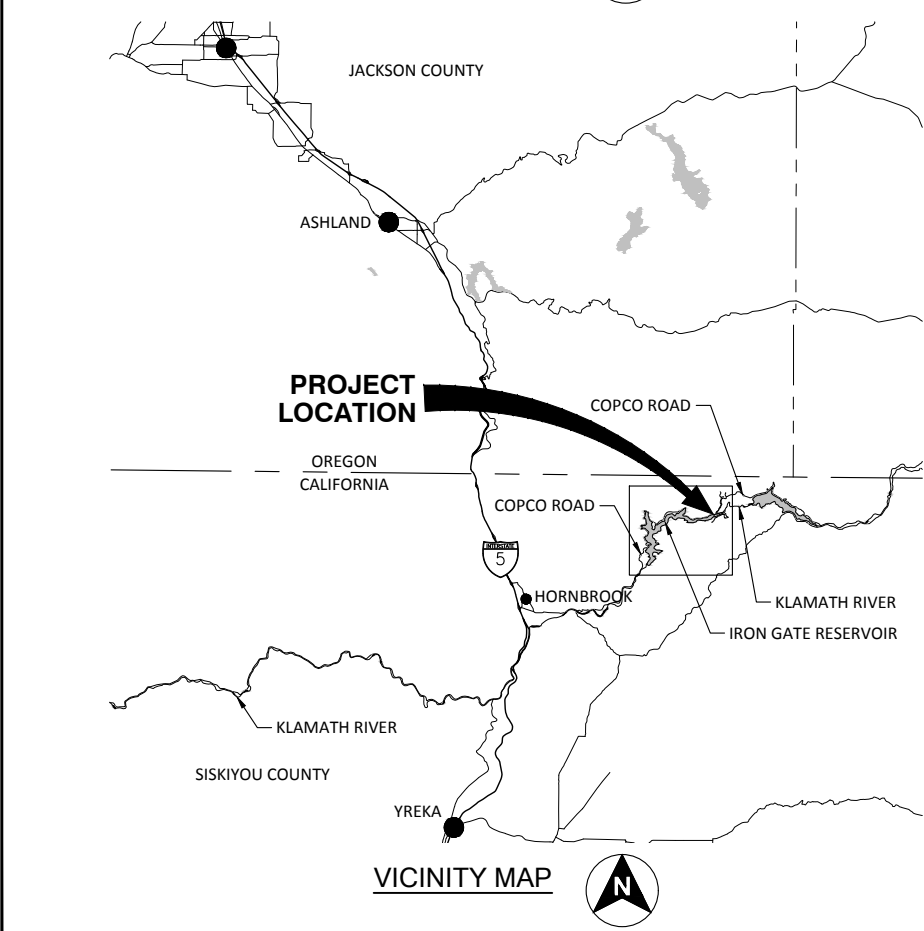 JACKSON COUNTY
ASHLAND
PROJECT
LOCATION
COPCO ROAD
OREGON
CALIFORNIA
COPCO ROAD
INTERSTATE
5
HORNBROOK
KLAMATH RIVER
IRON GATE RESERVOIR
KLAMATH RIVER
SISKIYOU COUNTY
YREKA
VICINITY MAP
N